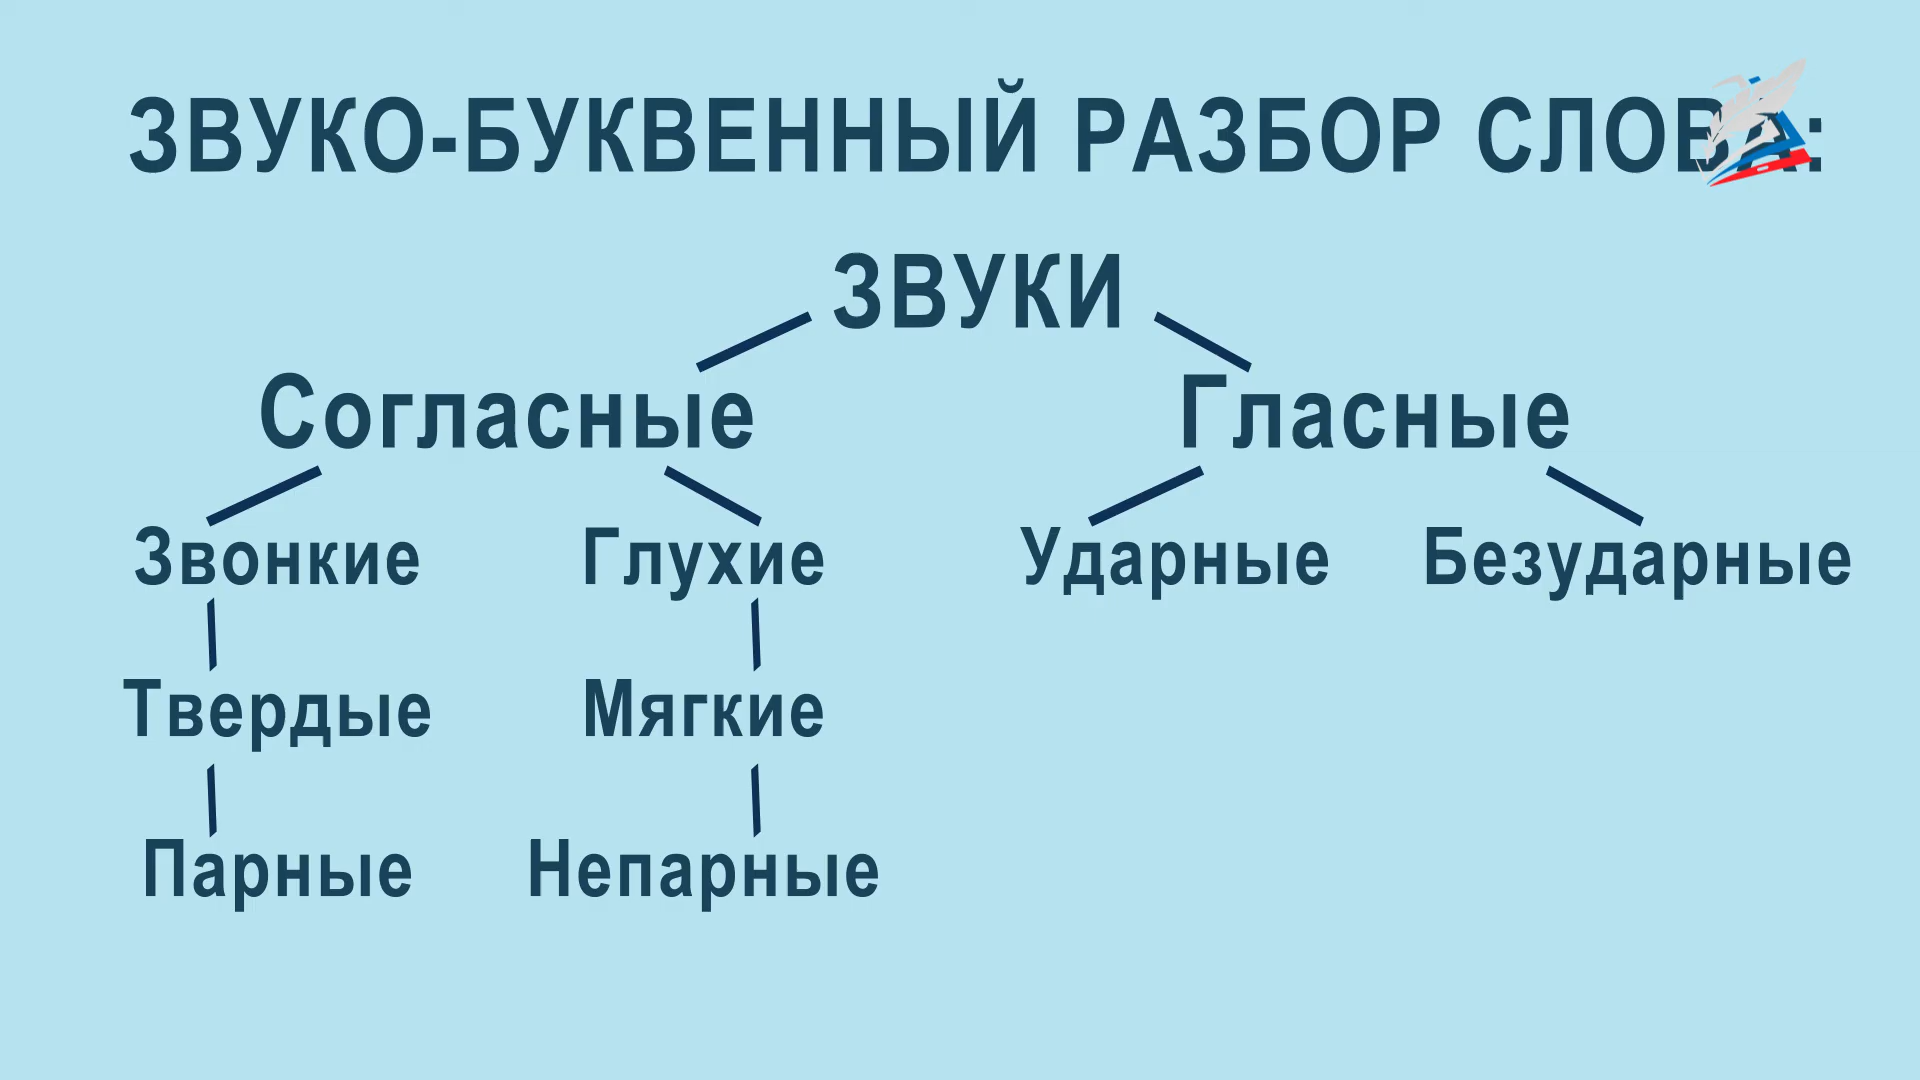 ЗВУКО-БУКВЕННЫЙ РАЗБОР СЛОВА:
ЗВУКИ
Согласные Гласные
Звонкие Глухие Ударные Безударные
Твердые Мягкие
Парные Непарные